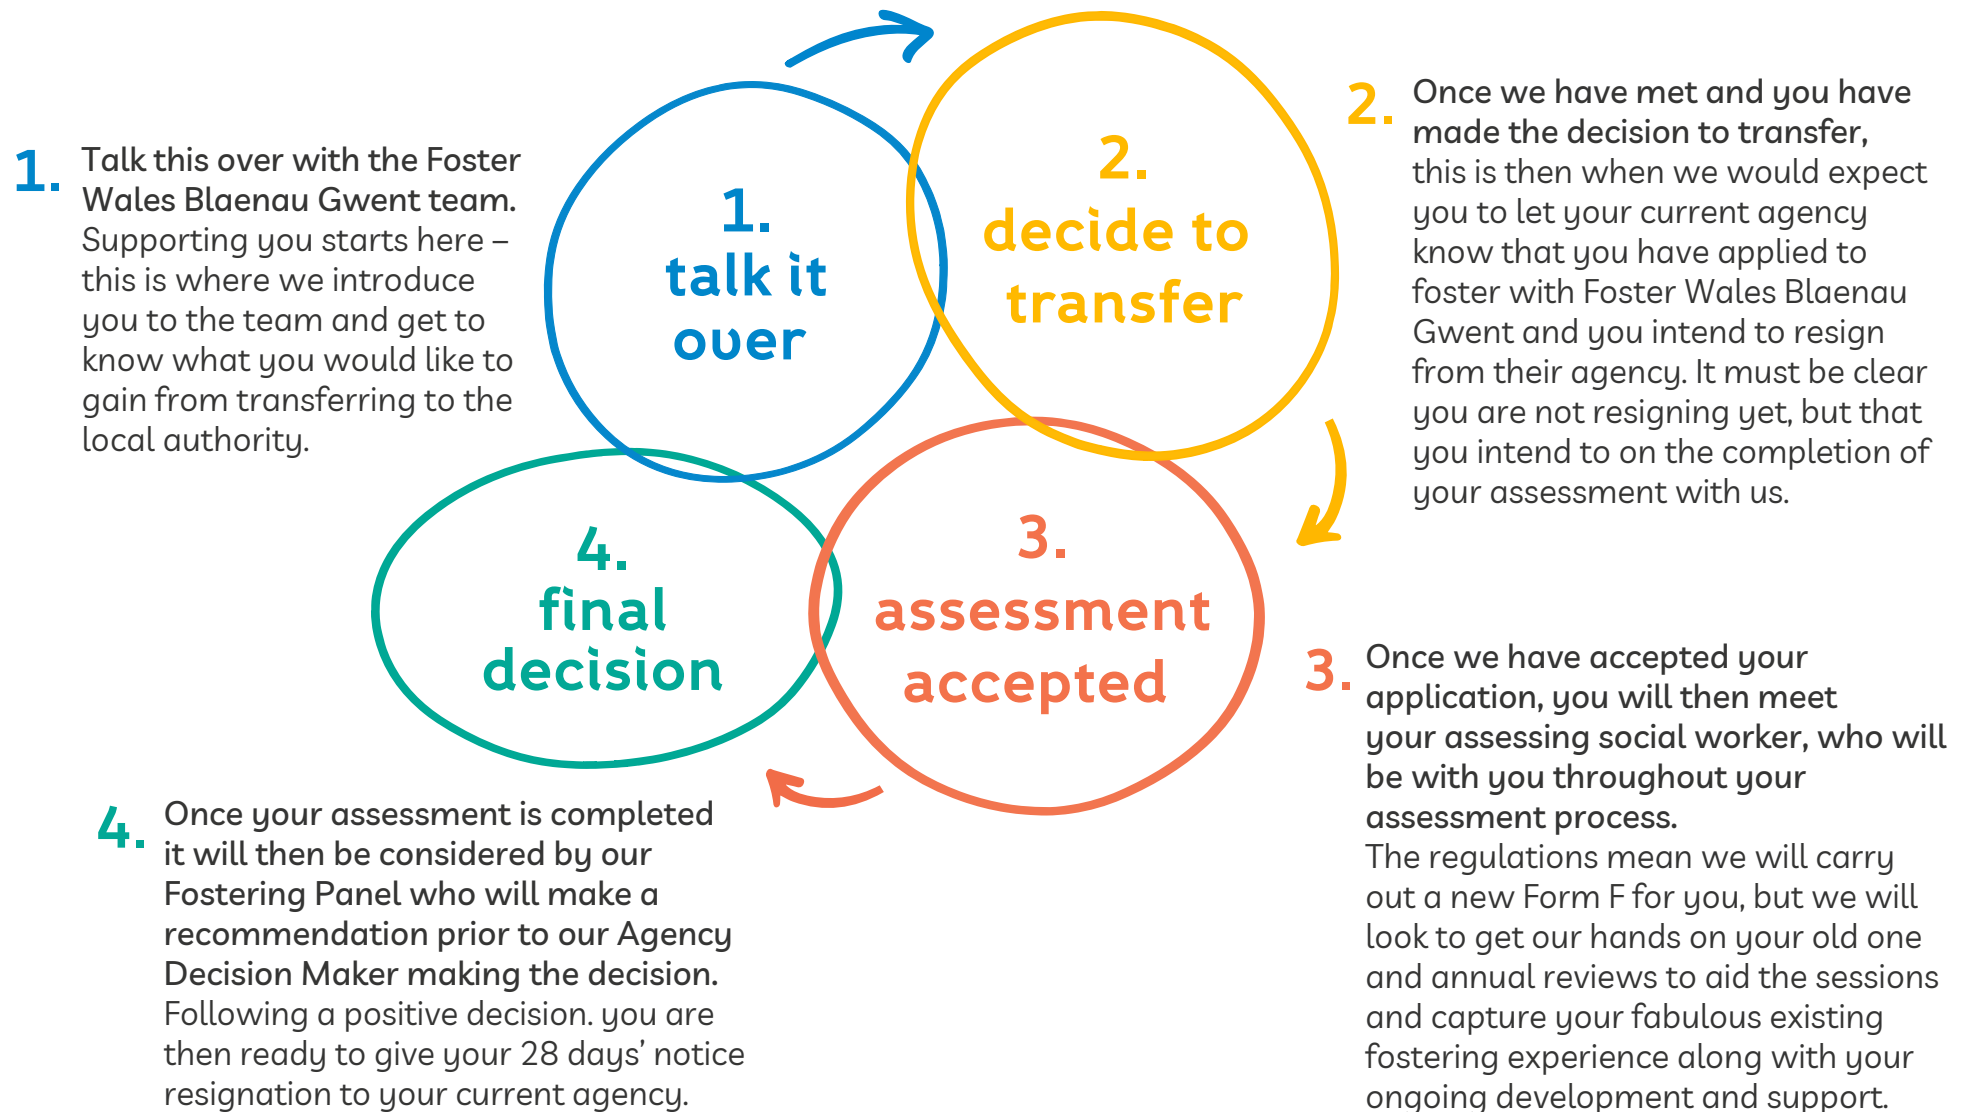 1.
talk it
over
2.
decide to
transfer
3.
assessment
accepted
4.
final
decision
1.
Talk this over with the Foster
Wales Blaenau Gwent team.
Supporting you starts here –
this is where we introduce
you to the team and get to
know what you would like to
gain from transferring to the
local authority.
2.
Once we have met and you have
made the decision to transfer,
this is then when we would expect
you to let your current agency
know that you have applied to
foster with Foster Wales Blaenau
Gwent and you intend to resign
from their agency. It must be clear
you are not resigning yet, but that
you intend to on the completion of
your assessment with us.
3.
Once we have accepted your
application, you will then meet
your assessing social worker, who will
be with you throughout your
assessment process.
The regulations mean we will carry
out a new Form F for you, but we will
look to get our hands on your old one
and annual reviews to aid the sessions
and capture your fabulous existing
fostering experience along with your
ongoing development and support.
4.
Once your assessment is completed
it will then be considered by our
Fostering Panel who will make a
recommendation prior to our Agency
Decision Maker making the decision.
Following a positive decision. you are
then ready to give your 28 days’ notice
resignation to your current agency.